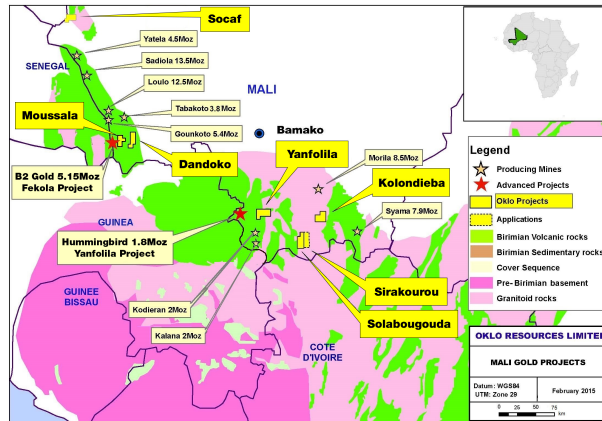 Socaf
Yatela 4.5Moz
SENEGAL
Sadiola 13.5Moz
Loulo 12.5Moz
MALI
Tabakoto 3.8Moz
Moussala
Gounkoto 5.4Moz
Bamako
Dandoko
Yanfolila
Morila 8.5Moz
B2 Gold 5.15Moz
Fekola Project
Kolondieba
Syama 7.9Moz
GUINEA
Hummingbird 1.8Moz
Yanfolila Project
Sirakourou
GUINEE
BISSAU
Kodieran 2Moz
Solabougouda
Kalana 2Moz
COTE
D'IVOIRE
Legend
Producing Mines
Advanced Projects
Oklo Projects
Applications
Birimian Volcanic rocks
Birimian Sedimentary rocks
Cover Sequence
Pre-Birimian basement
Granitoid rocks
OKLO RESOURCES LIMITE
MALI GOLD PROJECTS
Datum: WGS84
UTM: Zone 29
February 2015
0 25 50 75
km